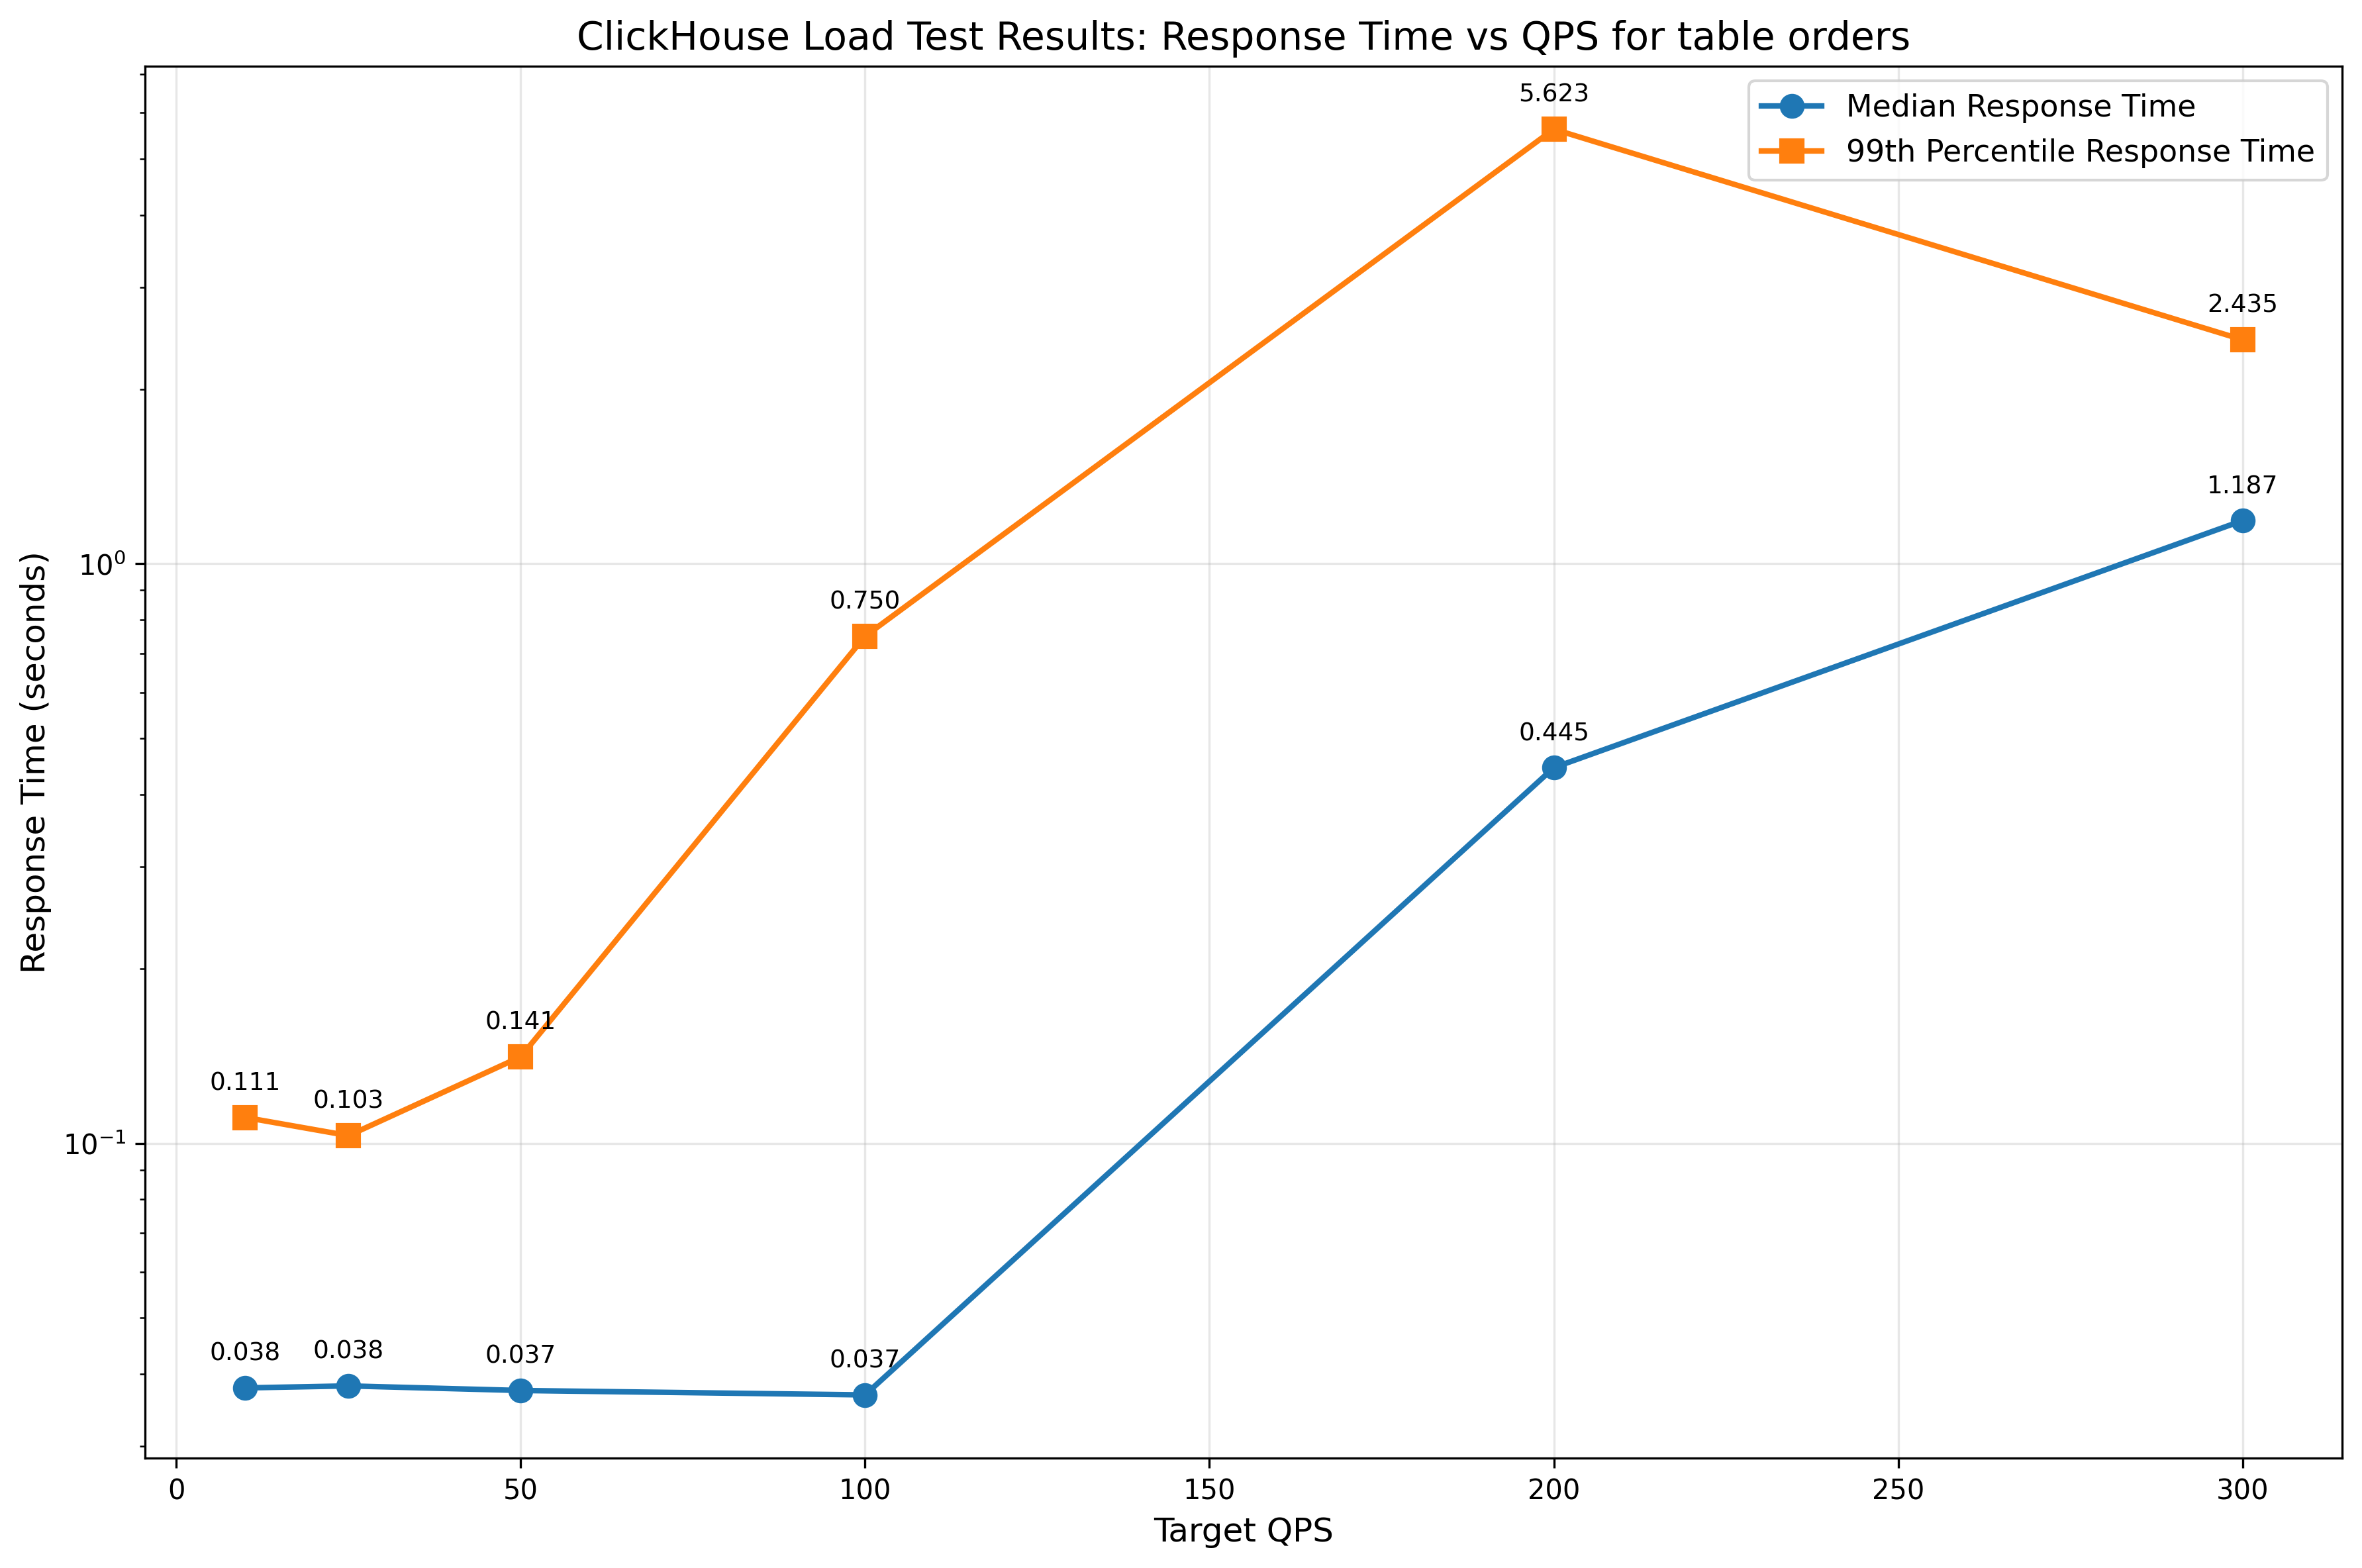 ClickHouse Load Test Results: Response Time vs QPS for table orders
Median Response Time
99th Percentile Response Time
5.623
2.435
1.187
0.750
0.445
0.141
0.111
0.103
0.038
0.038
0.037
0.037
Response Time (seconds)
10⁰
10⁻¹
0 50 100 150 200 250 300
Target QPS